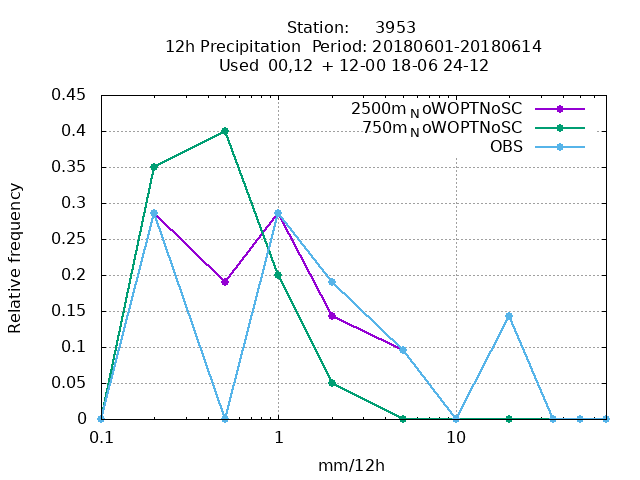 Station: 3953
12h Precipitation Period: 20180601-20180614
Used 00,12 + 12-00 18-06 24-12
2500m_NoWOPTNoSC
750m_NoWOPTNoSC
OBS
Relative frequency
0.45
0.4
0.35
0.3
0.25
0.2
0.15
0.1
0.05
0
0.1 1 10
mm/12h